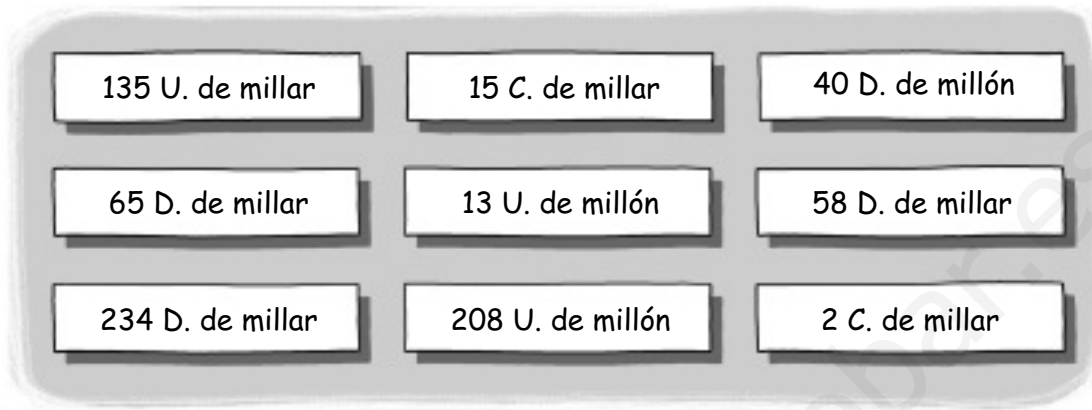 135 U. de millar
15 C. de millar
40 D. de millón
65 D. de millar
13 U. de millón
58 D. de millar
234 D. de millar
208 U. de millón
2 C. de millar